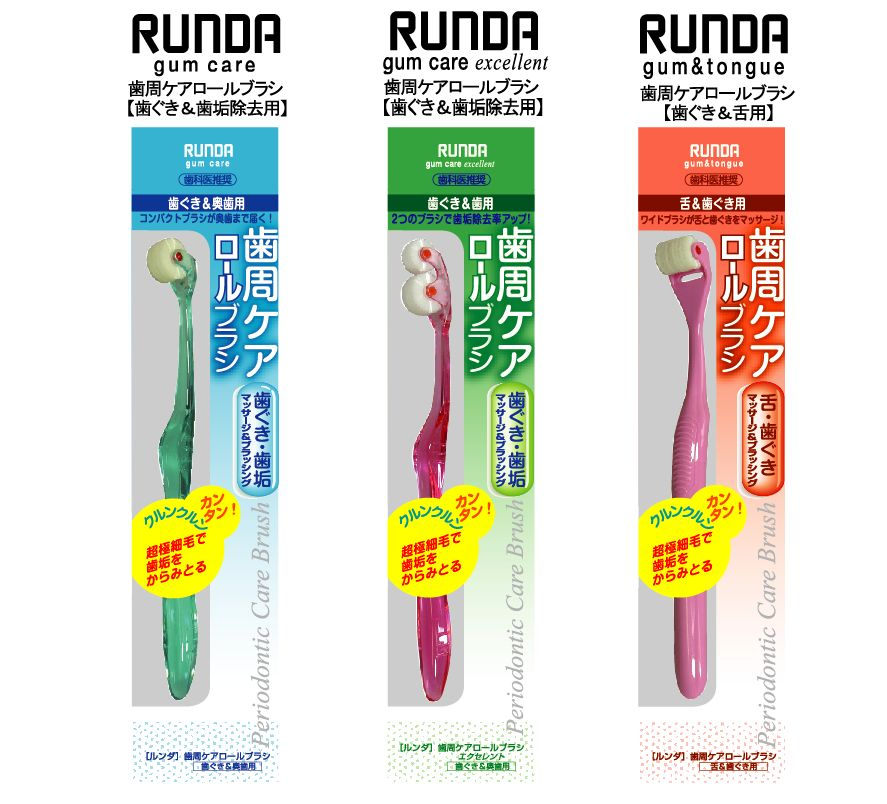 RUNDA
gum care
歯周ケアロールブラシ
【歯ぐき＆歯垢除去用】
RUNDA
gum care
歯科医推奨
歯ぐき＆奥歯用
コンパクトブラシが奥歯まで届く！
歯周ケア
ロールブラシ
歯ぐき・歯垢
マッサージ&ブラッシング
カンタン！
クルンクルン
超極細毛で
歯垢を
からみとる
Periodontic Care Brush
［ルンダ］歯周ケアロールブラシ
歯ぐき＆奥歯用
RUNDA
gum care excellent
歯周ケアロールブラシ
【歯ぐき＆歯垢除去用】
RUNDA
gum care excellent
歯科医推奨
歯ぐき＆歯用
2つのブラシで歯垢除去率アップ！
歯周ケア
ロールブラシ
歯ぐき・歯垢
マッサージ&ブラッシング
カンタン！
クルンクルン
超極細毛で
歯垢を
からみとる
Periodontic Care Brush
［ルンダ］歯周ケアロールブラシ
エクセレント
歯ぐき＆奥歯用
RUNDA
gum&tongue
歯周ケアロールブラシ
【歯ぐき＆舌用】
RUNDA
gum&tongue
歯科医推奨
舌＆歯ぐき用
ワイドブラシが舌と歯ぐきをマッサージ！
歯周ケア
ロールブラシ
舌・歯ぐき
マッサージ&ブラッシング
カンタン！
クルンクルン
超極細毛で
歯垢を
からみとる
Periodontic Care Brush
［ルンダ］歯周ケアロールブラシ
舌＆歯ぐき用